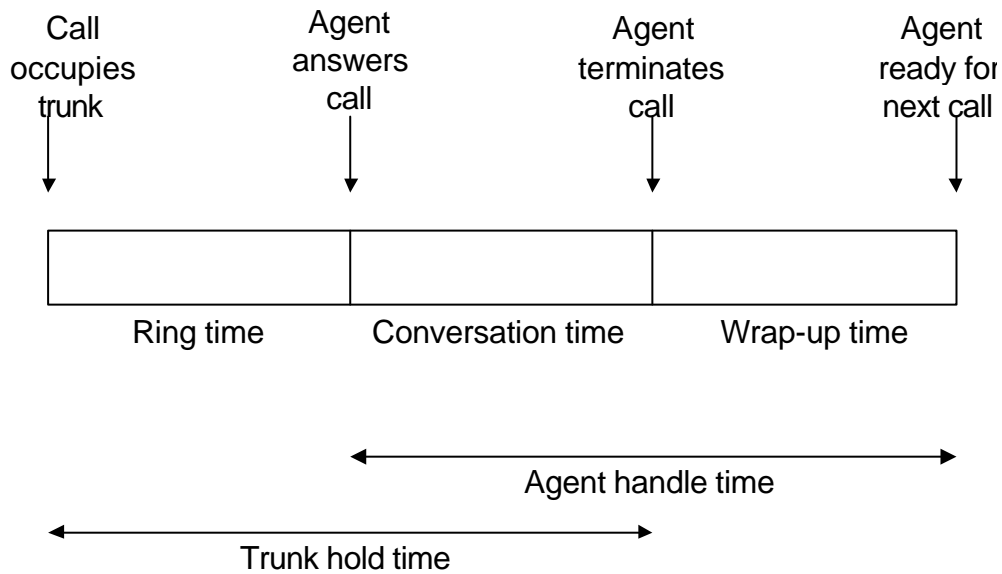 Call
occupies
trunk
Agent
answers
call
Agent
terminates
call
Agent
ready for
next call
Ring time
Conversation time
Wrap-up time
Agent handle time
Trunk hold time